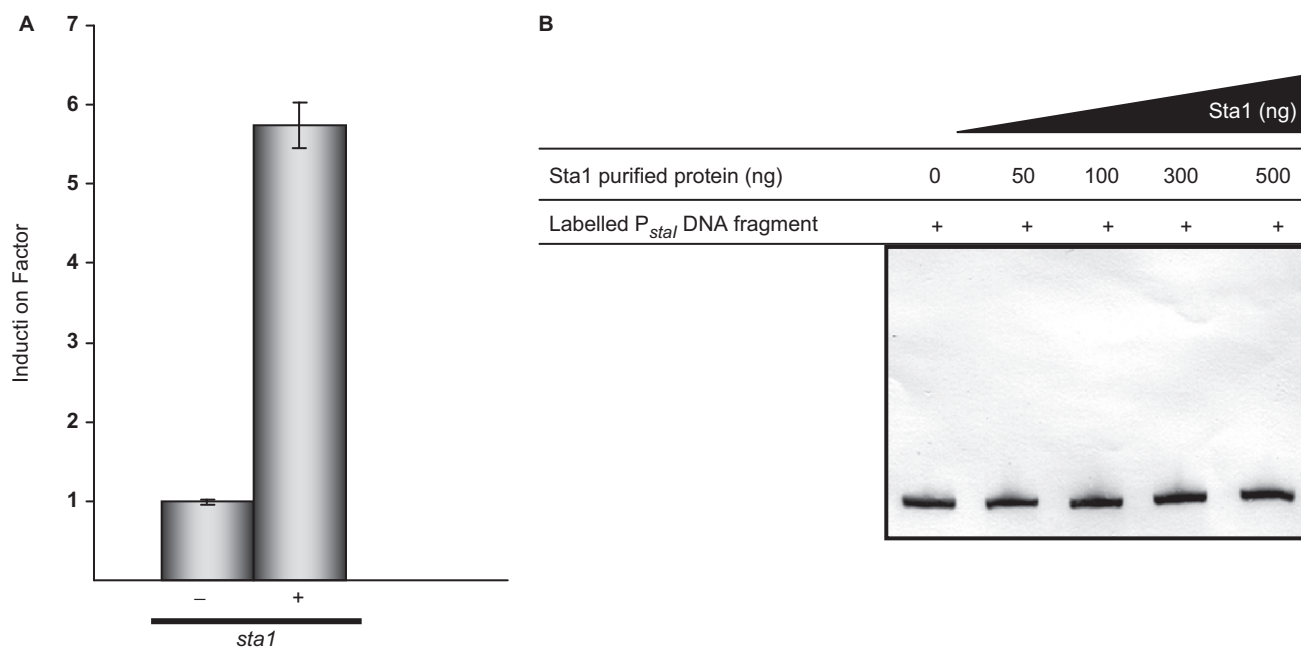 A
7
6
5
4
3
2
1
Inducti on Factor
– +
sta1
B
Sta1 (ng)
Sta1 purified protein (ng) 0 50 100 300 500
Labelled PstaI DNA fragment + + + + +